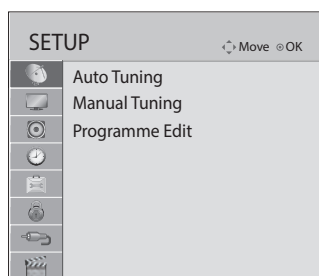 SETUP Move OK
Auto Tuning
Manual Tuning
Programme Edit